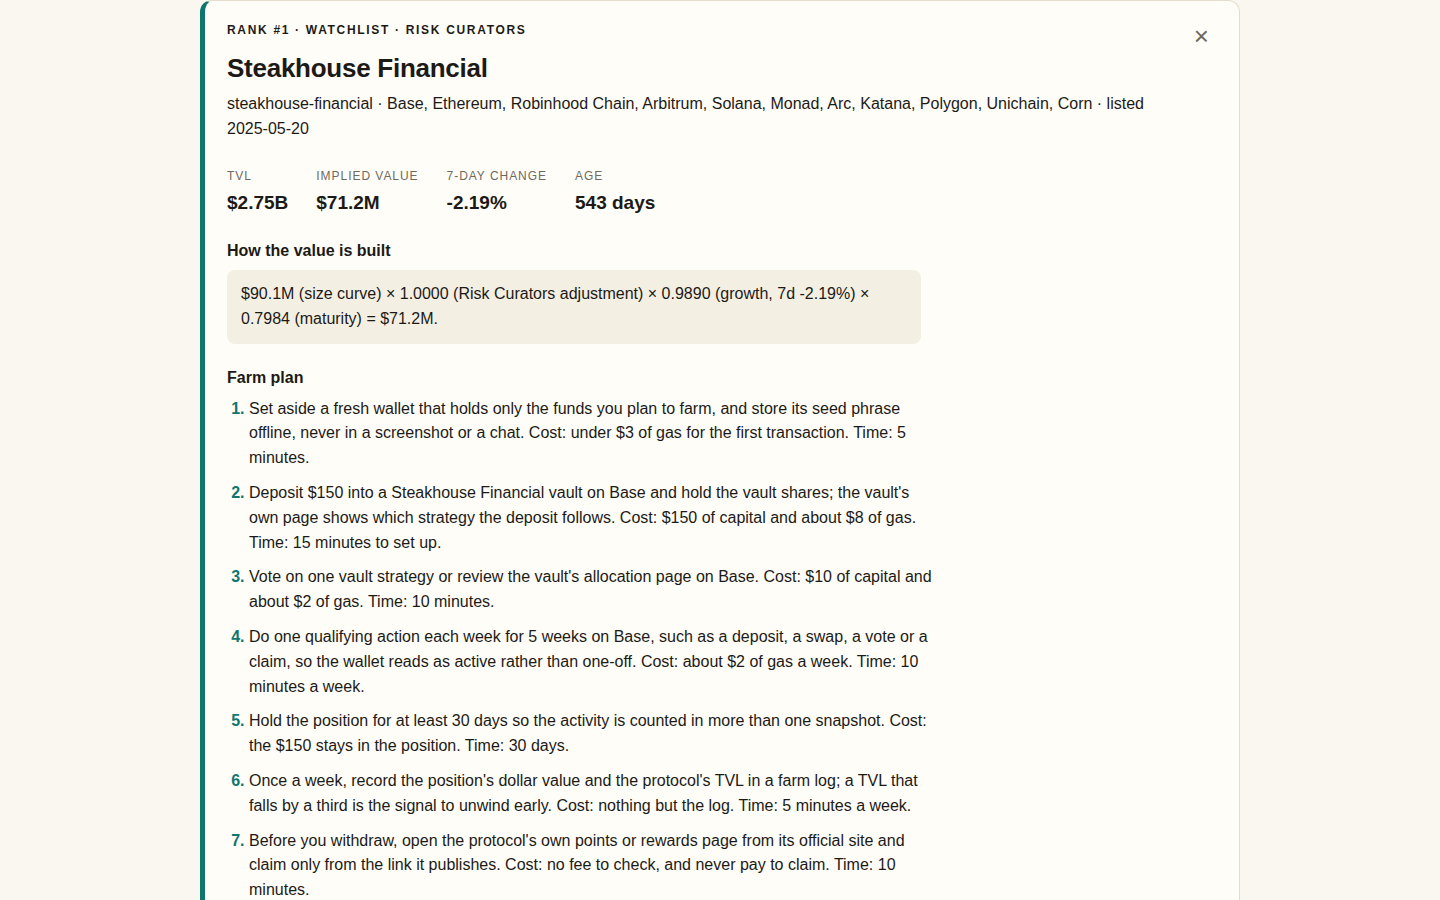 RANK #1 · WATCHLIST · RISK CURATORS
✕
Steakhouse Financial
steakhouse-financial · Base, Ethereum, Robinhood Chain, Arbitrum, Solana, Monad, Arc, Katana, Polygon, Unichain, Corn · listed
2025-05-20
TVL IMPLIED VALUE 7-DAY CHANGE AGE
$2.75B $71.2M -2.19% 543 days
How the value is built
$90.1M (size curve) × 1.0000 (Risk Curators adjustment) × 0.9890 (growth, 7d -2.19%) ×
0.7984 (maturity) = $71.2M.
Farm plan
1. Set aside a fresh wallet that holds only the funds you plan to farm, and store its seed phrase
offline, never in a screenshot or a chat. Cost: under $3 of gas for the first transaction. Time: 5
minutes.
2. Deposit $150 into a Steakhouse Financial vault on Base and hold the vault shares; the vault's
own page shows which strategy the deposit follows. Cost: $150 of capital and about $8 of gas.
Time: 15 minutes to set up.
3. Vote on one vault strategy or review the vault's allocation page on Base. Cost: $10 of capital and
about $2 of gas. Time: 10 minutes.
4. Do one qualifying action each week for 5 weeks on Base, such as a deposit, a swap, a vote or a
claim, so the wallet reads as active rather than one-off. Cost: about $2 of gas a week. Time: 10
minutes a week.
5. Hold the position for at least 30 days so the activity is counted in more than one snapshot. Cost:
the $150 stays in the position. Time: 30 days.
6. Once a week, record the position's dollar value and the protocol's TVL in a farm log; a TVL that
falls by a third is the signal to unwind early. Cost: nothing but the log. Time: 5 minutes a week.
7. Before you withdraw, open the protocol's own points or rewards page from its official site and
claim only from the link it publishes. Cost: no fee to check, and never pay to claim. Time: 10
minutes.